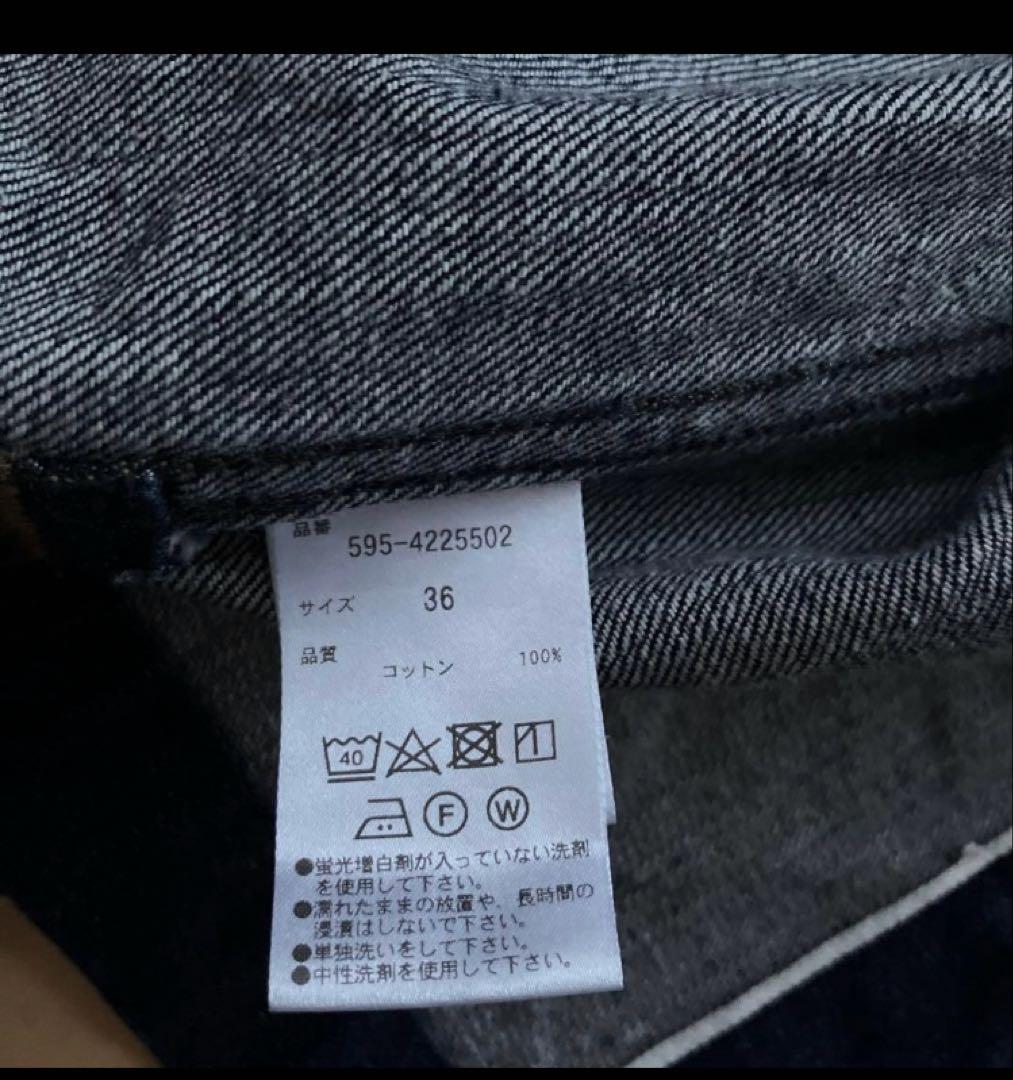 品番
595-4225502
サイズ 36
品質
コットン 100%
40
F W
●蛍光増白剤が入っていない洗剤
を使用して下さい。
●濡れたままの放置や、長時間の
浸漬はしないで下さい。
●単独洗いをして下さい。
●中性洗剤を使用して下さい。